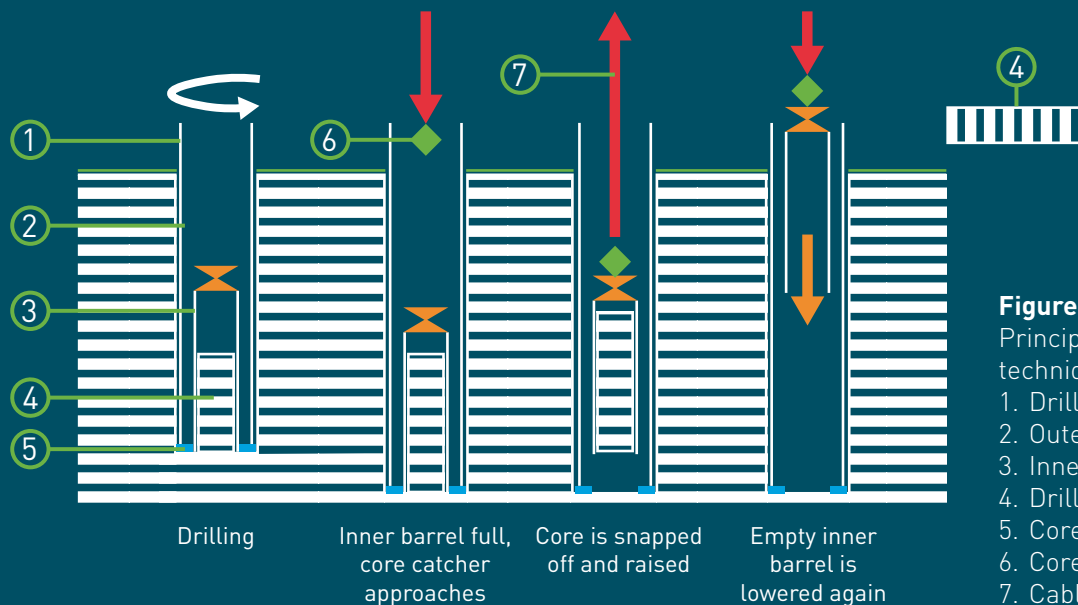 7
4
1
6
2
3
4
5
Drilling
Inner barrel full,
core catcher
approaches
Core is snapped
off and raised
Empty inner
barrel is
lowered again
Figure
Princip
technic
1. Drill
2. Oute
3. Inne
4. Drill
5. Core
6. Core
7. Cabl